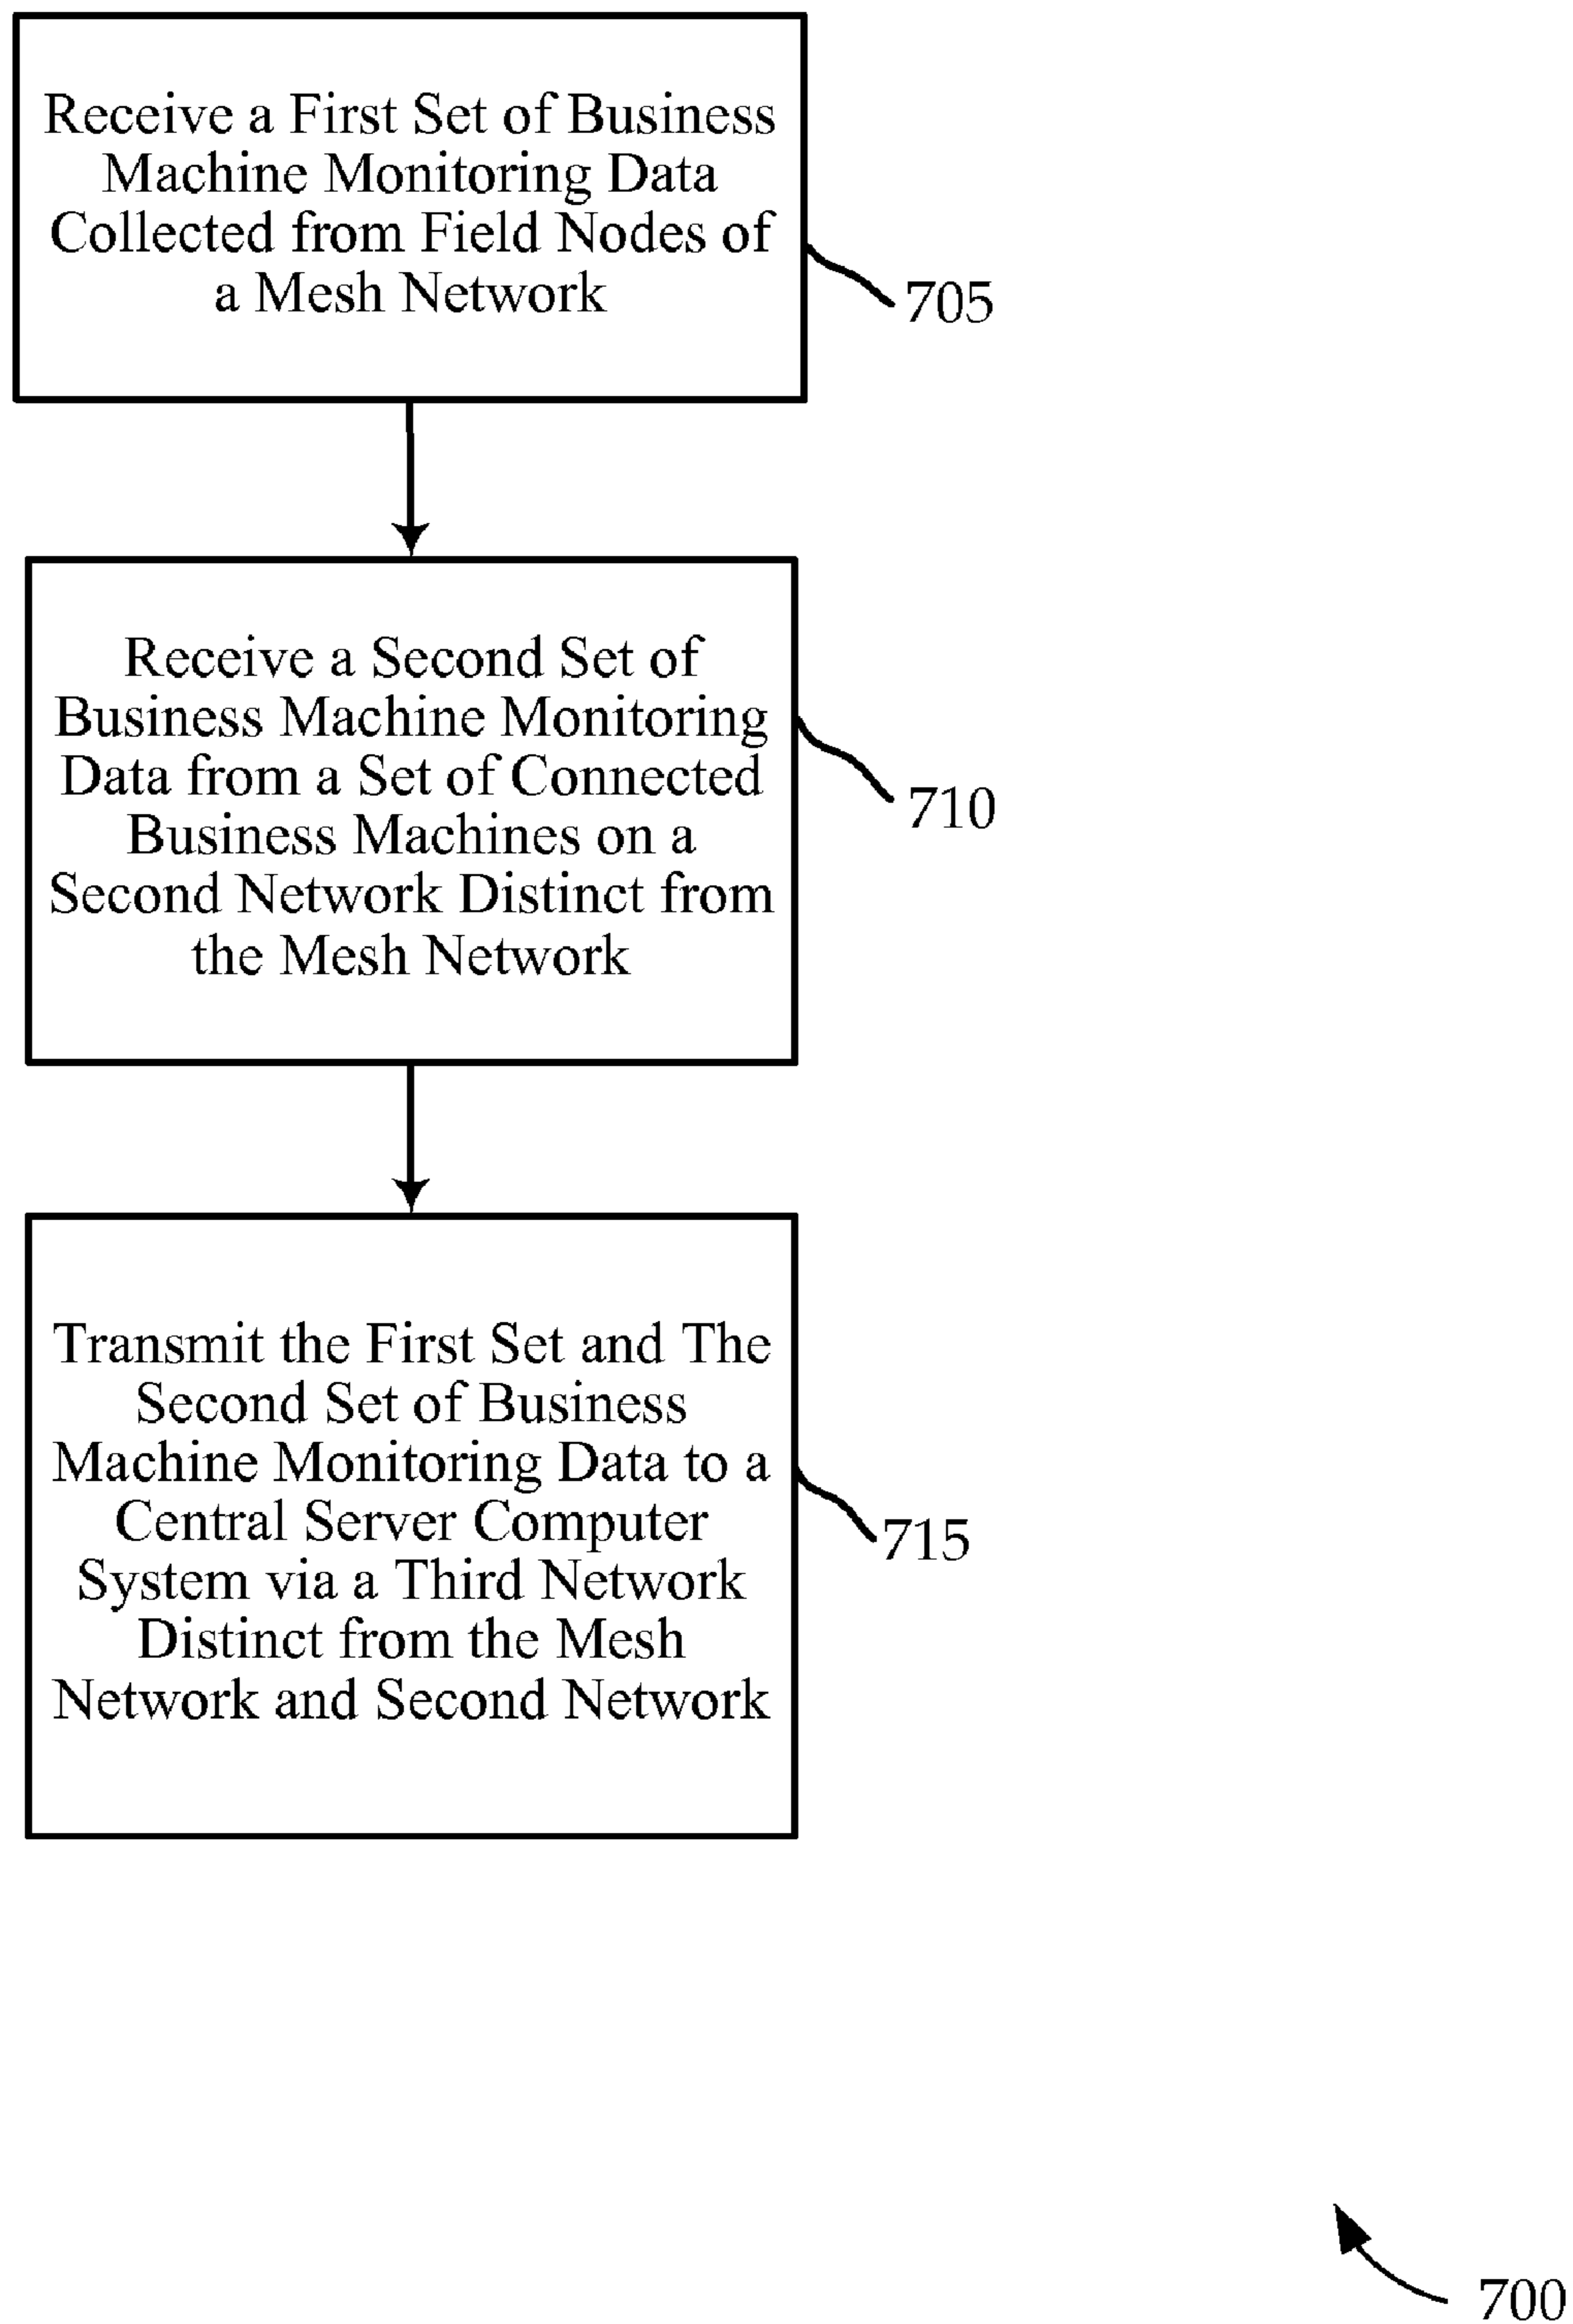 Receive a First Set of Business
Machine Monitoring Data
Collected from Field Nodes of
a Mesh Network
705
Receive a Second Set of
Business Machine Monitoring
Data from a Set of Connected
Business Machines on a
Second Network Distinct from
the Mesh Network
710
Transmit the First Set and The
Second Set of Business
Machine Monitoring Data to a
Central Server Computer
System via a Third Network
Distinct from the Mesh
Network and Second Network
715
700